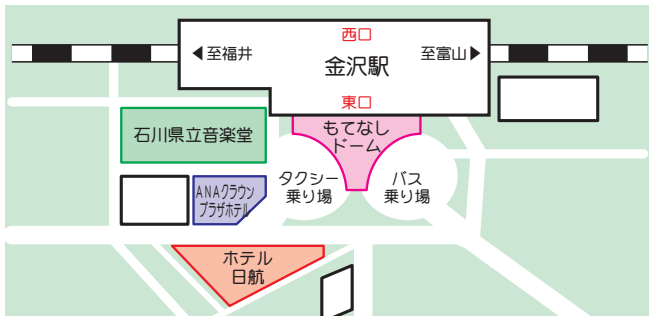 西口
◀至福井
金沢駅
至富山▶
東口
もてなし
ドーム
石川県立音楽堂
タクシー
乗り場
バス
乗り場
ANAクラウン
プラザホテル
ホテル
日航